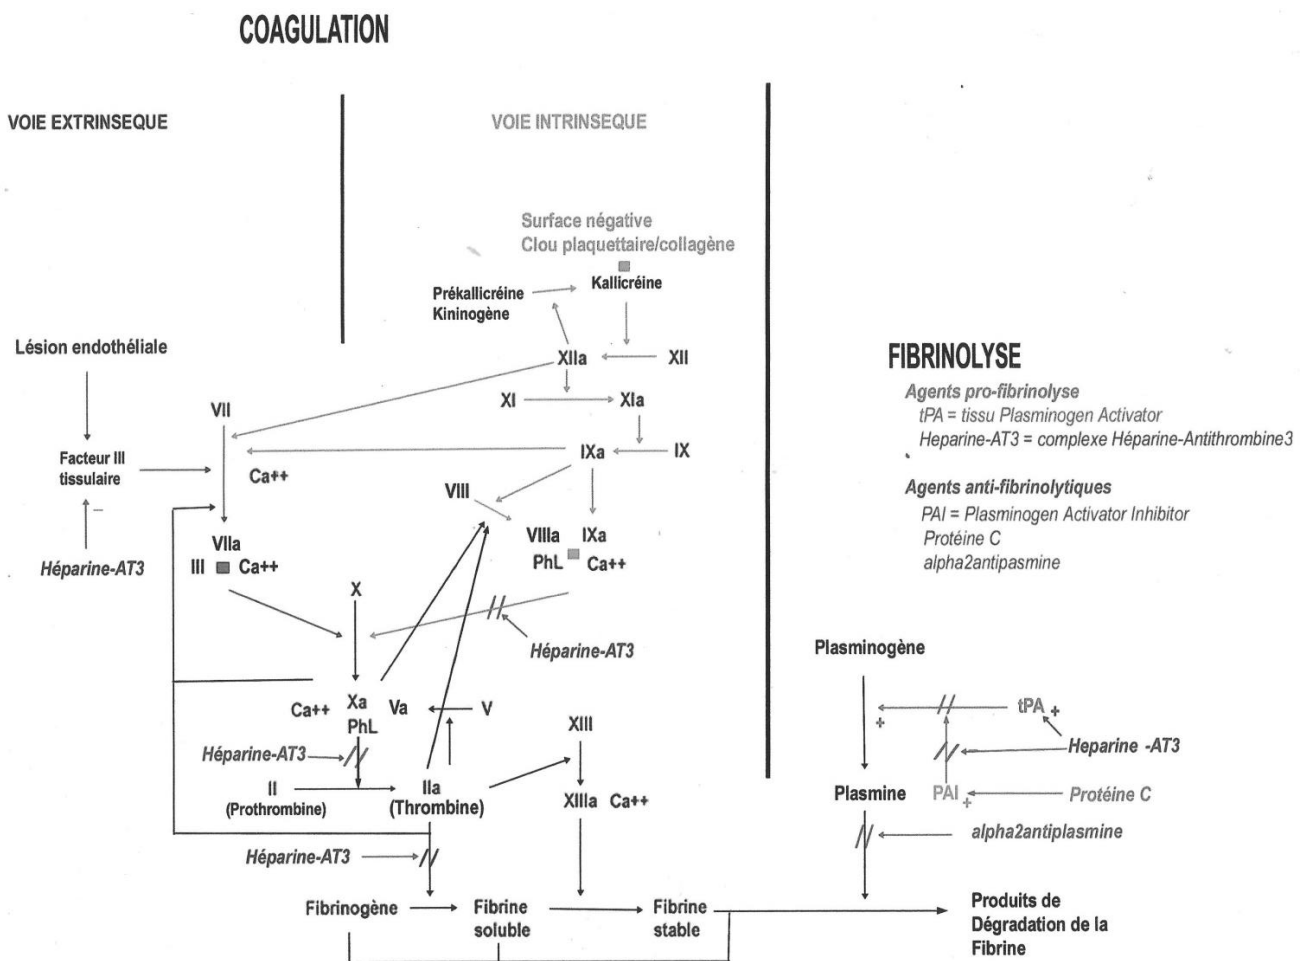 COAGULATION
VOIE EXTRINSEQUE
VOIE INTRINSEQUE
Surface négative
Clou plaquettaire/collagène
Kallicréine
Prékallicréine
Kininogène
XIIa
XII
XI
XIa
IXa
IX
Lésion endothéliale
VII
Facteur III
tissulaire
Ca++
_
Héparine-AT3
VIIa
III
Ca++
VIII
VIIIa
IXa
PhL
Ca++
X
Héparine-AT3
Ca++
Xa
PhL
Va
V
XIII
Héparine-AT3
II
(Prothrombine)
IIa
(Thrombine)
XIIIa
Ca++
Héparine-AT3
Fibrinogène
Fibrine
soluble
Fibrine
stable
FIBRINOLYSE
Agents pro-fibrinolyse
tPA = tissu Plasminogen Activator
Heparine-AT3 = complexe Héparine-Antithrombine3
Agents anti-fibrinolytiques
PAI = Plasminogen Activator Inhibitor
Protéine C
alpha2antipasmine
Plasminogène
+
tPA
+
Heparine -AT3
Plasmine
PAI
+
Protéine C
alpha2antiplasmine
Produits de
Dégradation de la
Fibrine